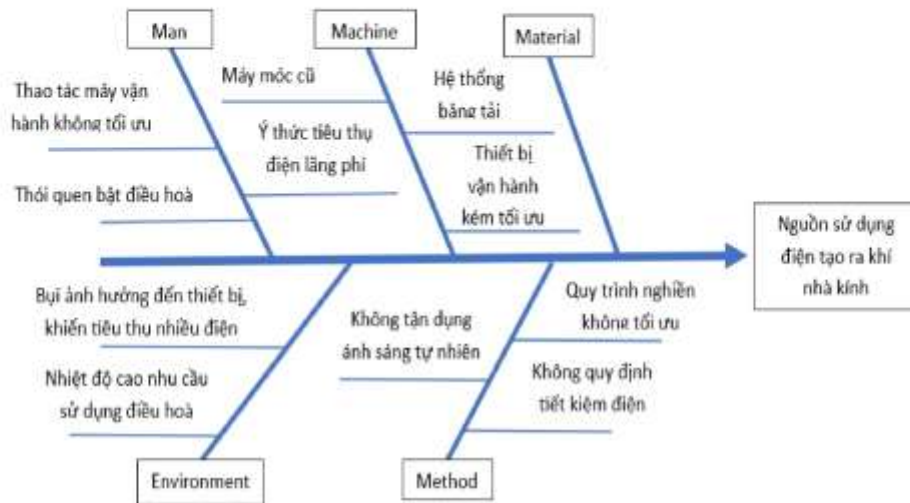 Man
Machine
Material
Thao tác máy vận
hành không tối ưu
Thói quen bật điều hoà
Máy móc cũ
Ý thức tiêu thụ
điện lãng phí
Hệ thống
băng tải
Thiết bị
vận hành
kém tối ưu
Nguồn sử dụng
điện tạo ra khí
nhà kính
Bụi ảnh hưởng đến thiết bị,
khiến tiêu thụ nhiều điện
Nhiệt độ cao nhu cầu
sử dụng điều hoà
Không tận dụng
ánh sáng tự nhiên
Quy trình nghiền
không tối ưu
Không quy định
tiết kiệm điện
Environment
Method